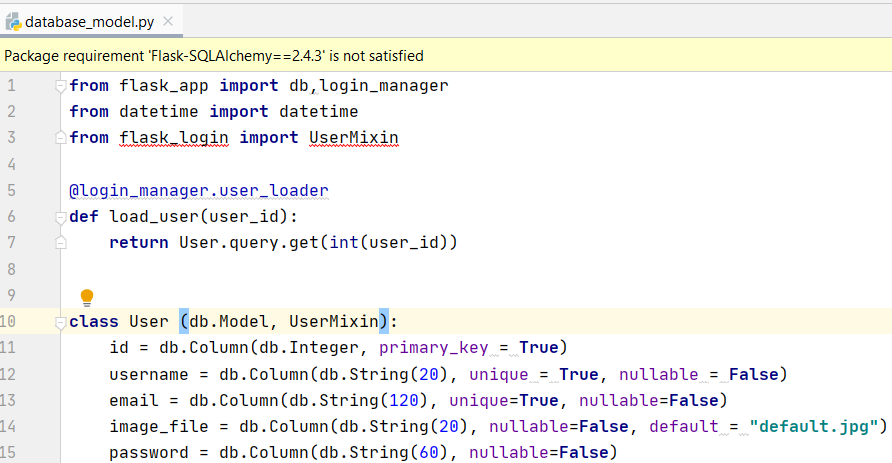 database_model.py
Package requirement 'Flask-SQLAlchemy==2.4.3' is not satisfied
1 from flask_app import db,login_manager
2 from datetime import datetime
3 from flask_login import UserMixin
4
5 @login_manager.user_loader
6 def load_user(user_id):
7     return User.query.get(int(user_id))
8
9
10 class User (db.Model, UserMixin):
11     id = db.Column(db.Integer, primary_key = True)
12     username = db.Column(db.String(20), unique = True, nullable = False)
13     email = db.Column(db.String(120), unique=True, nullable=False)
14     image_file = db.Column(db.String(20), nullable=False, default = "default.jpg")
15     password = db.Column(db.String(60), nullable=False)